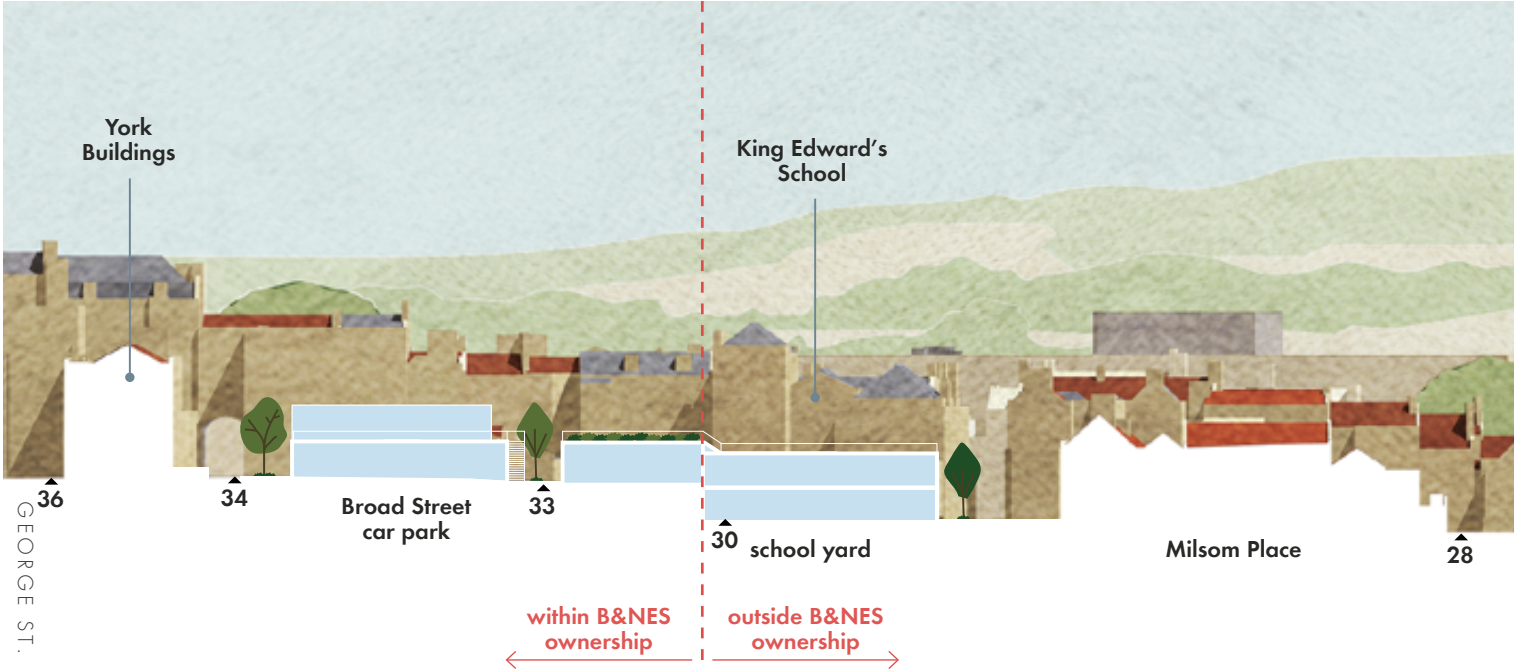 York
Buildings
King Edward's
School
36
34
33
30
28
Broad Street
car park
school yard
Milsom Place
GEORGE ST.
within B&NES
ownership
outside B&NES
ownership